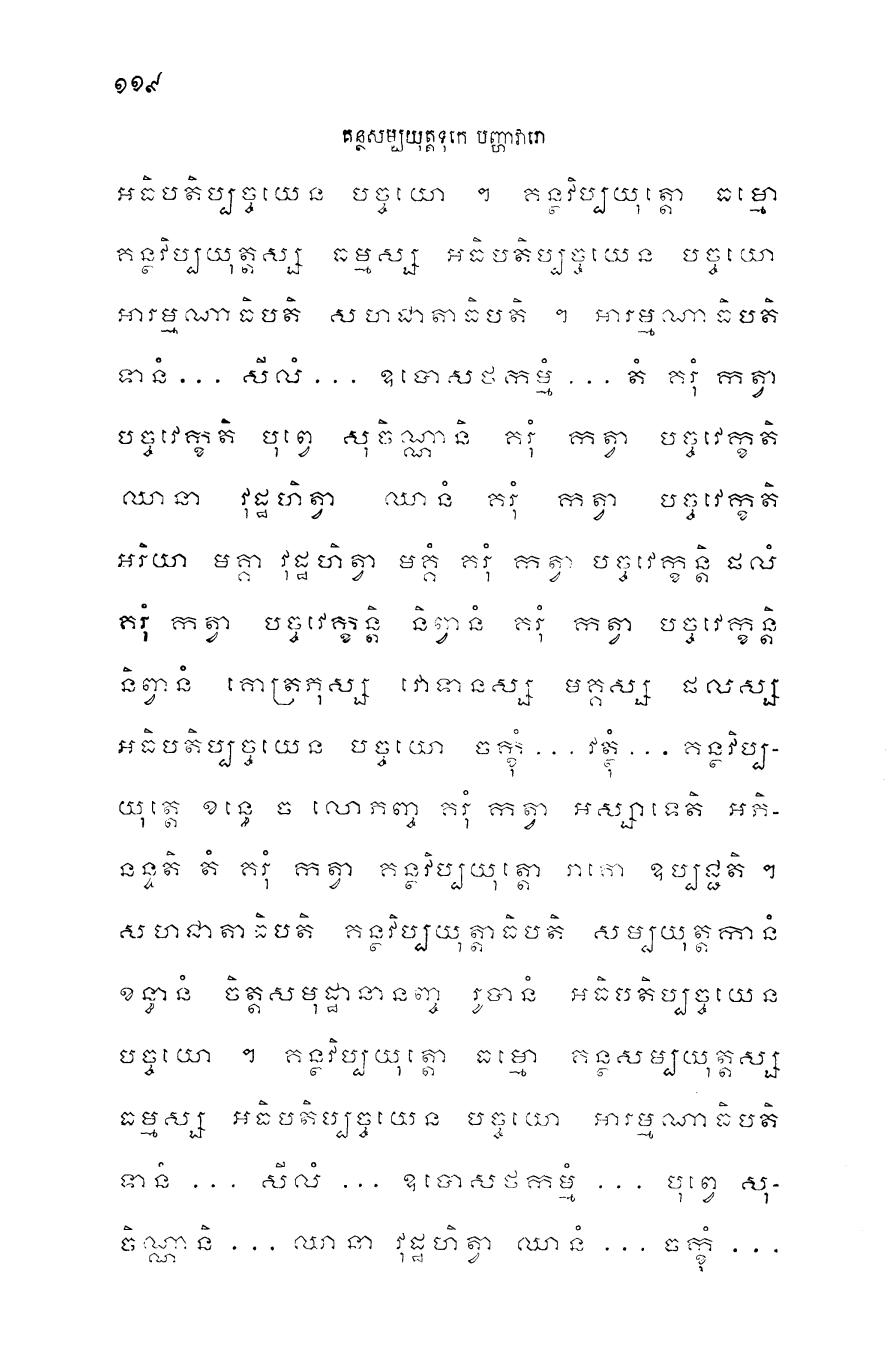 ១១៩
គន្ថសម្បយុត្តទុកេ បញ្ហាវារោ
អធិបតិប្បច្ចយេន បច្ចយោ ។ គន្ថវិប្បយុត្តោ ធម្មោ
គន្ថវិប្បយុត្តស្ស ធម្មស្ស អធិបតិប្បច្ចយេន បច្ចយោ
អារម្មណាធិបតិ សហជាតាធិបតិ ។ អារម្មណាធិបតិ
ទានំ... សីលំ... ឧបោសថកម្មំ ... តំ គរុំ កត្វា
បច្ចវេក្ខតិ បុព្វេ សុចិណ្ណានិ គរុំ កត្វា បច្ចវេក្ខតិ
ឈានា វុដ្ឋហិត្វា ឈានំ គរុំ កត្វា បច្ចវេក្ខតិ
អរិយា មគ្គា វុដ្ឋហិត្វា មគ្គំ គរុំ កត្វា បច្ចវេក្ខន្តិ ផលំ
គរុំ កត្វា បច្ចវេក្ខន្តិ និព្វានំ គរុំ កត្វា បច្ចវេក្ខន្តិ
និព្វានំ គោត្រភុស្ស វោទានស្ស មគ្គស្ស ផលស្ស
អធិបតិប្បច្ចយេន បច្ចយោ ចក្ខុំ ... វត្ថុំ ... គន្ថវិប្ប-
យុត្តេ ខន្ធេ ច លោភញ្ច គរុំ កត្វា អស្សាទេតិ អភិ-
នន្ទតិ តំ គរុំ កត្វា គន្ថវិប្បយុត្តោ រាគោ ឧប្បជ្ជតិ ។
សហជាតាធិបតិ គន្ថវិប្បយុត្តាធិបតិ សម្បយុត្តកានំ
ខន្ធានំ ចិត្តសមុដ្ឋានានញ្ច រូបានំ អធិបតិប្បច្ចយេន
បច្ចយោ ។ គន្ថវិប្បយុត្តោ ធម្មោ គន្ថសម្បយុត្តស្ស
ធម្មស្ស អធិបតិប្បច្ចយេន បច្ចយោ អារម្មណាធិបតិ
ទានំ ... សីលំ ... ឧបោសថកម្មំ ... បុព្វេ សុ-
ចិណ្ណានិ ... ឈានា វុដ្ឋហិត្វា ឈានំ ... ចក្ខុំ ...